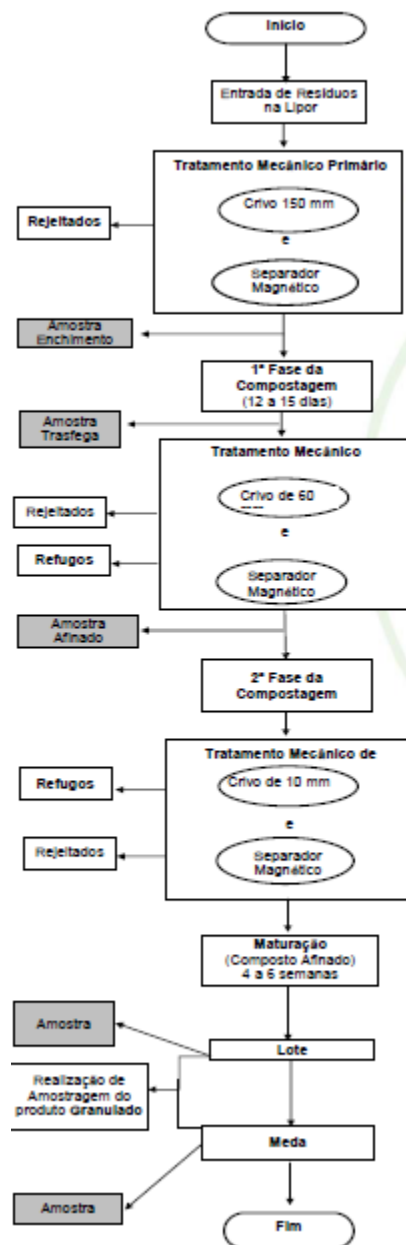 Início
Entrada de Resíduos
na Lipor
Tratamento Mecânico Primário
Crivo 150 mm
e
Separador
Magnético
Rejeitados
Amostra
Enchimento
1ª Fase da
Compostagem
(12 a 15 dias)
Amostra
Trasfega
Tratamento Mecânico
Crivo de 60
e
Separador
Magnético
Rejeitados
Refugos
Amostra
Afinado
2ª Fase da
Compostagem
Tratamento Mecânico de
Crivo de 10 mm
e
Separador
Magnético
Refugos
Rejeitados
Maturação
(Composto Afinado)
4 a 6 semanas
Amostra
Lote
Realização de
Amostragem do
produto Granulado
Meda
Amostra
Fim